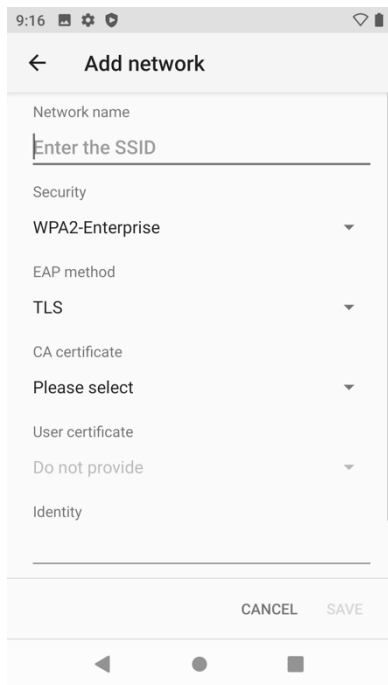 9:16
Add network
Network name
Enter the SSID
Security
WPA2-Enterprise
EAP method
TLS
CA certificate
Please select
User certificate
Do not provide
Identity
CANCEL SAVE